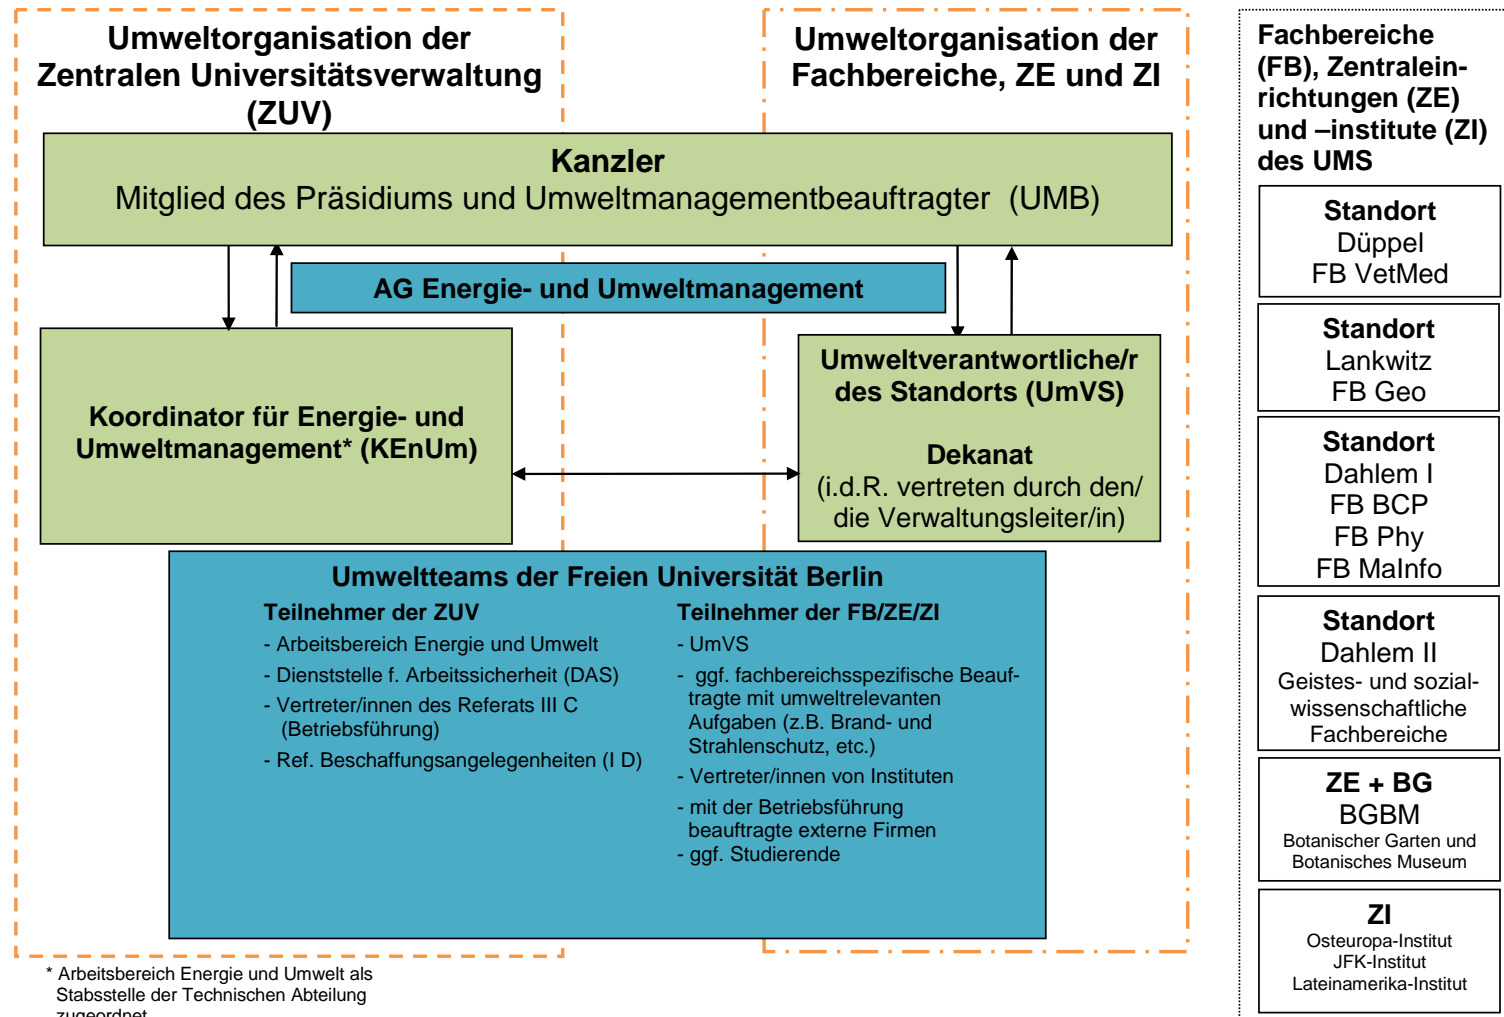 Umweltorganisation der
Zentralen Universitätsverwaltung
(ZUV)
Umweltorganisation der
Fachbereiche, ZE und ZI
Kanzler
Mitglied des Präsidiums und Umweltmanagementbeauftragter (UMB)
AG Energie- und Umweltmanagement
Koordinator für Energie- und
Umweltmanagement* (KEnUm)
Umweltverantwortliche/r
des Standorts (UmVS)
Dekanat
(i.d.R. vertreten durch den/
die Verwaltungsleiter/in)
Umweltteams der Freien Universität Berlin
Teilnehmer der ZUV
- Arbeitsbereich Energie und Umwelt
- Dienststelle f. Arbeitssicherheit (DAS)
- Vertreter/innen des Referats III C
(Betriebsführung)
- Ref. Beschaffungsangelegenheiten (I D)
Teilnehmer der FB/ZE/ZI
- UmVS
- ggf. fachbereichsspezifische Beauf-
tragte mit umweltrelevanten
Aufgaben (z.B. Brand- und
Strahlenschutz, etc.)
- Vertreter/innen von Instituten
- mit der Betriebsführung
beauftragte externe Firmen
- ggf. Studierende
* Arbeitsbereich Energie und Umwelt als
Stabsstelle der Technischen Abteilung
zugeordnet
Fachbereiche
(FB), Zentralein-
richtungen (ZE)
und –institute (ZI)
des UMS
Standort
Düppel
FB VetMed
Standort
Lankwitz
FB Geo
Standort
Dahlem I
FB BCP
FB Phy
FB MaInfo
Standort
Dahlem II
Geistes- und sozial-
wissenschaftliche
Fachbereiche
ZE + BG
BGBM
Botanischer Garten und
Botanisches Museum
ZI
Osteuropa-Institut
JFK-Institut
Lateinamerika-Institut